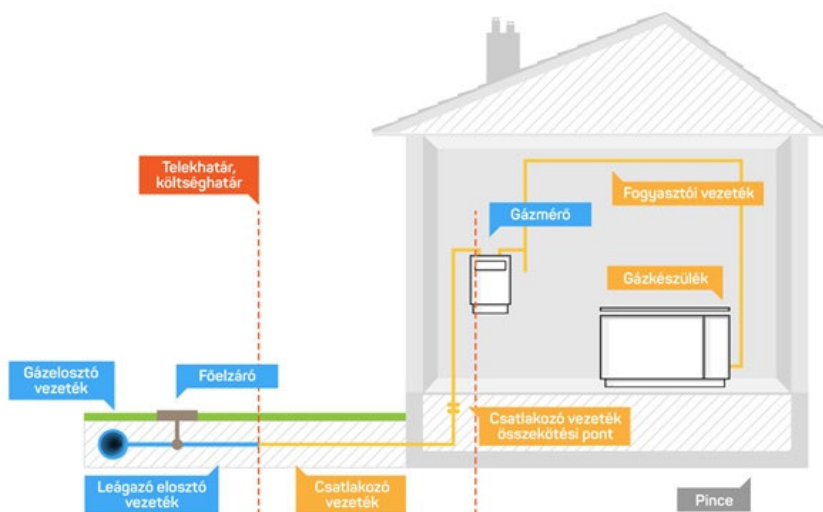 Telekhatár,
költséghatár
Gázmérő
Fogyasztói vezeték
Gázkészülék
Gázelosztó
vezeték
Főelzáró
Csatlakozó vezeték
összekötési pont
Leágazó elosztó
vezeték
Csatlakozó
vezeték
Pince